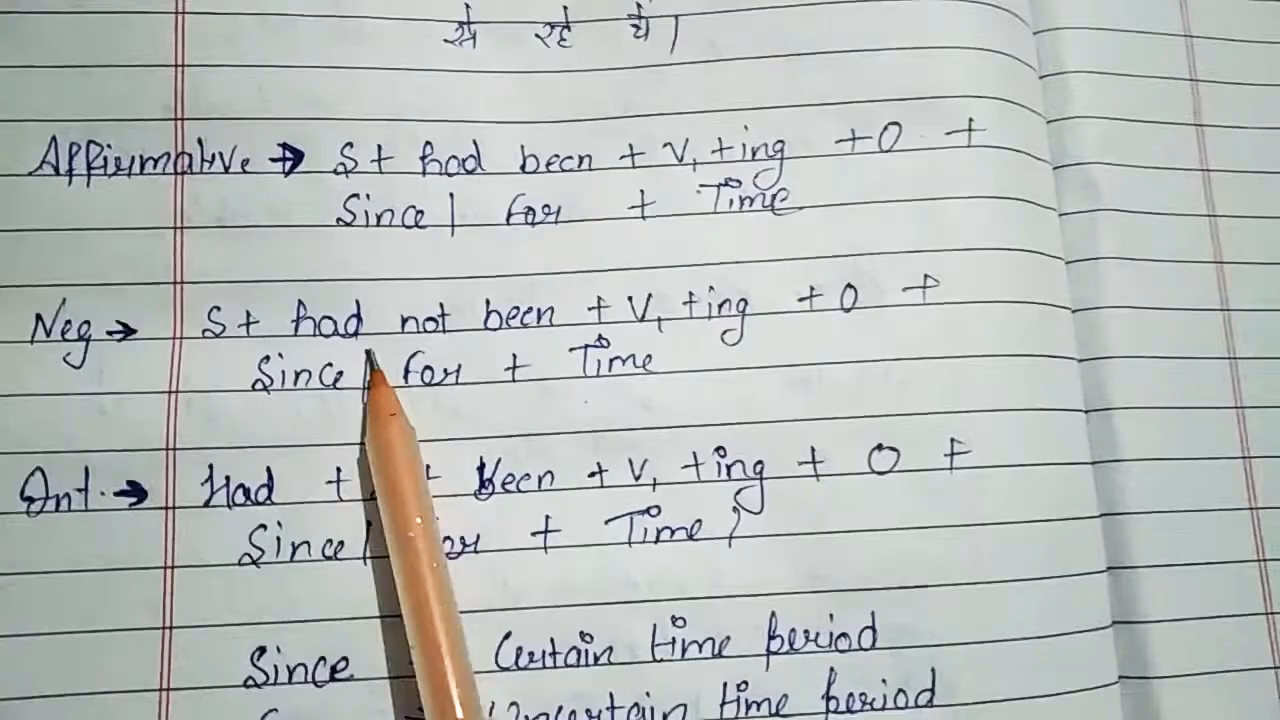 से रहे थे।
Affirmative → S + had been + V₁ + ing + O +
Since | For + Time
Neg → S + had not been + V₁ + ing + O +
Since | for + Time
Int. → Had + + been + V₁ + ing + O +
Since | + Time ?
Since Certain time period
Uncertain time period